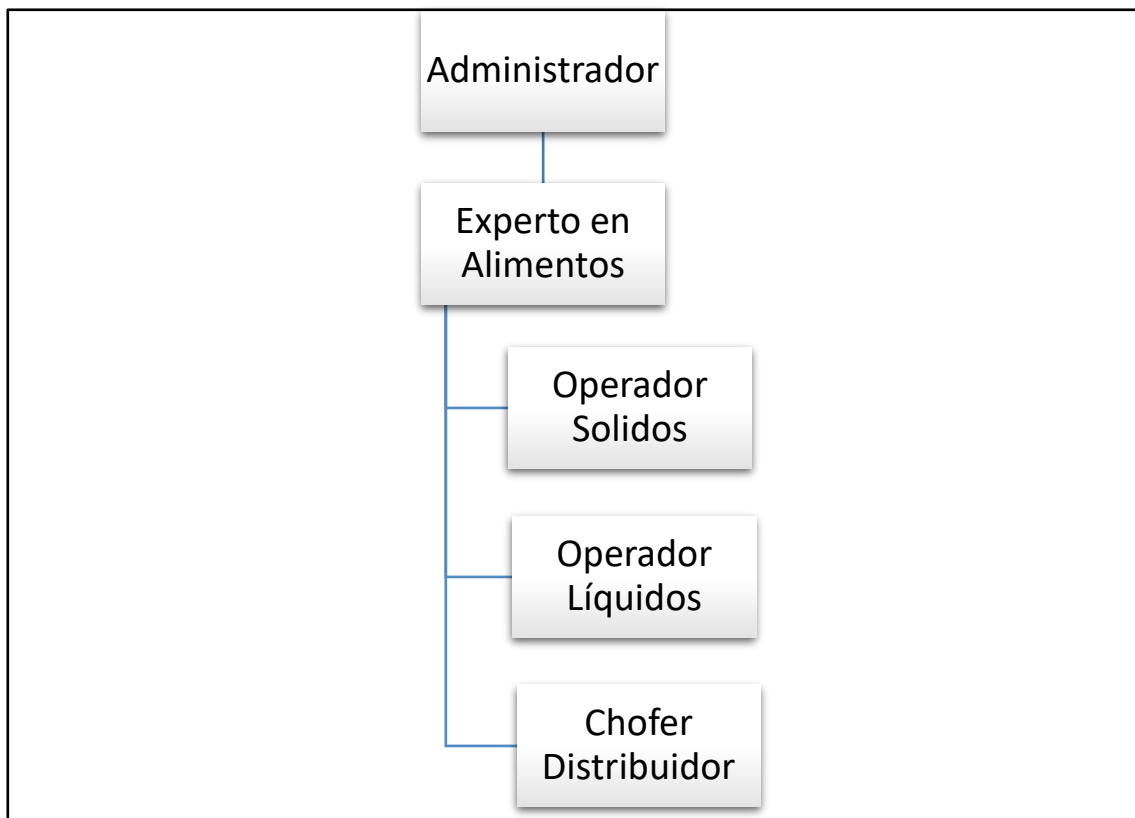 Administrador
Experto en
Alimentos
Operador
Solidos
Operador
Líquidos
Chofer
Distribuidor